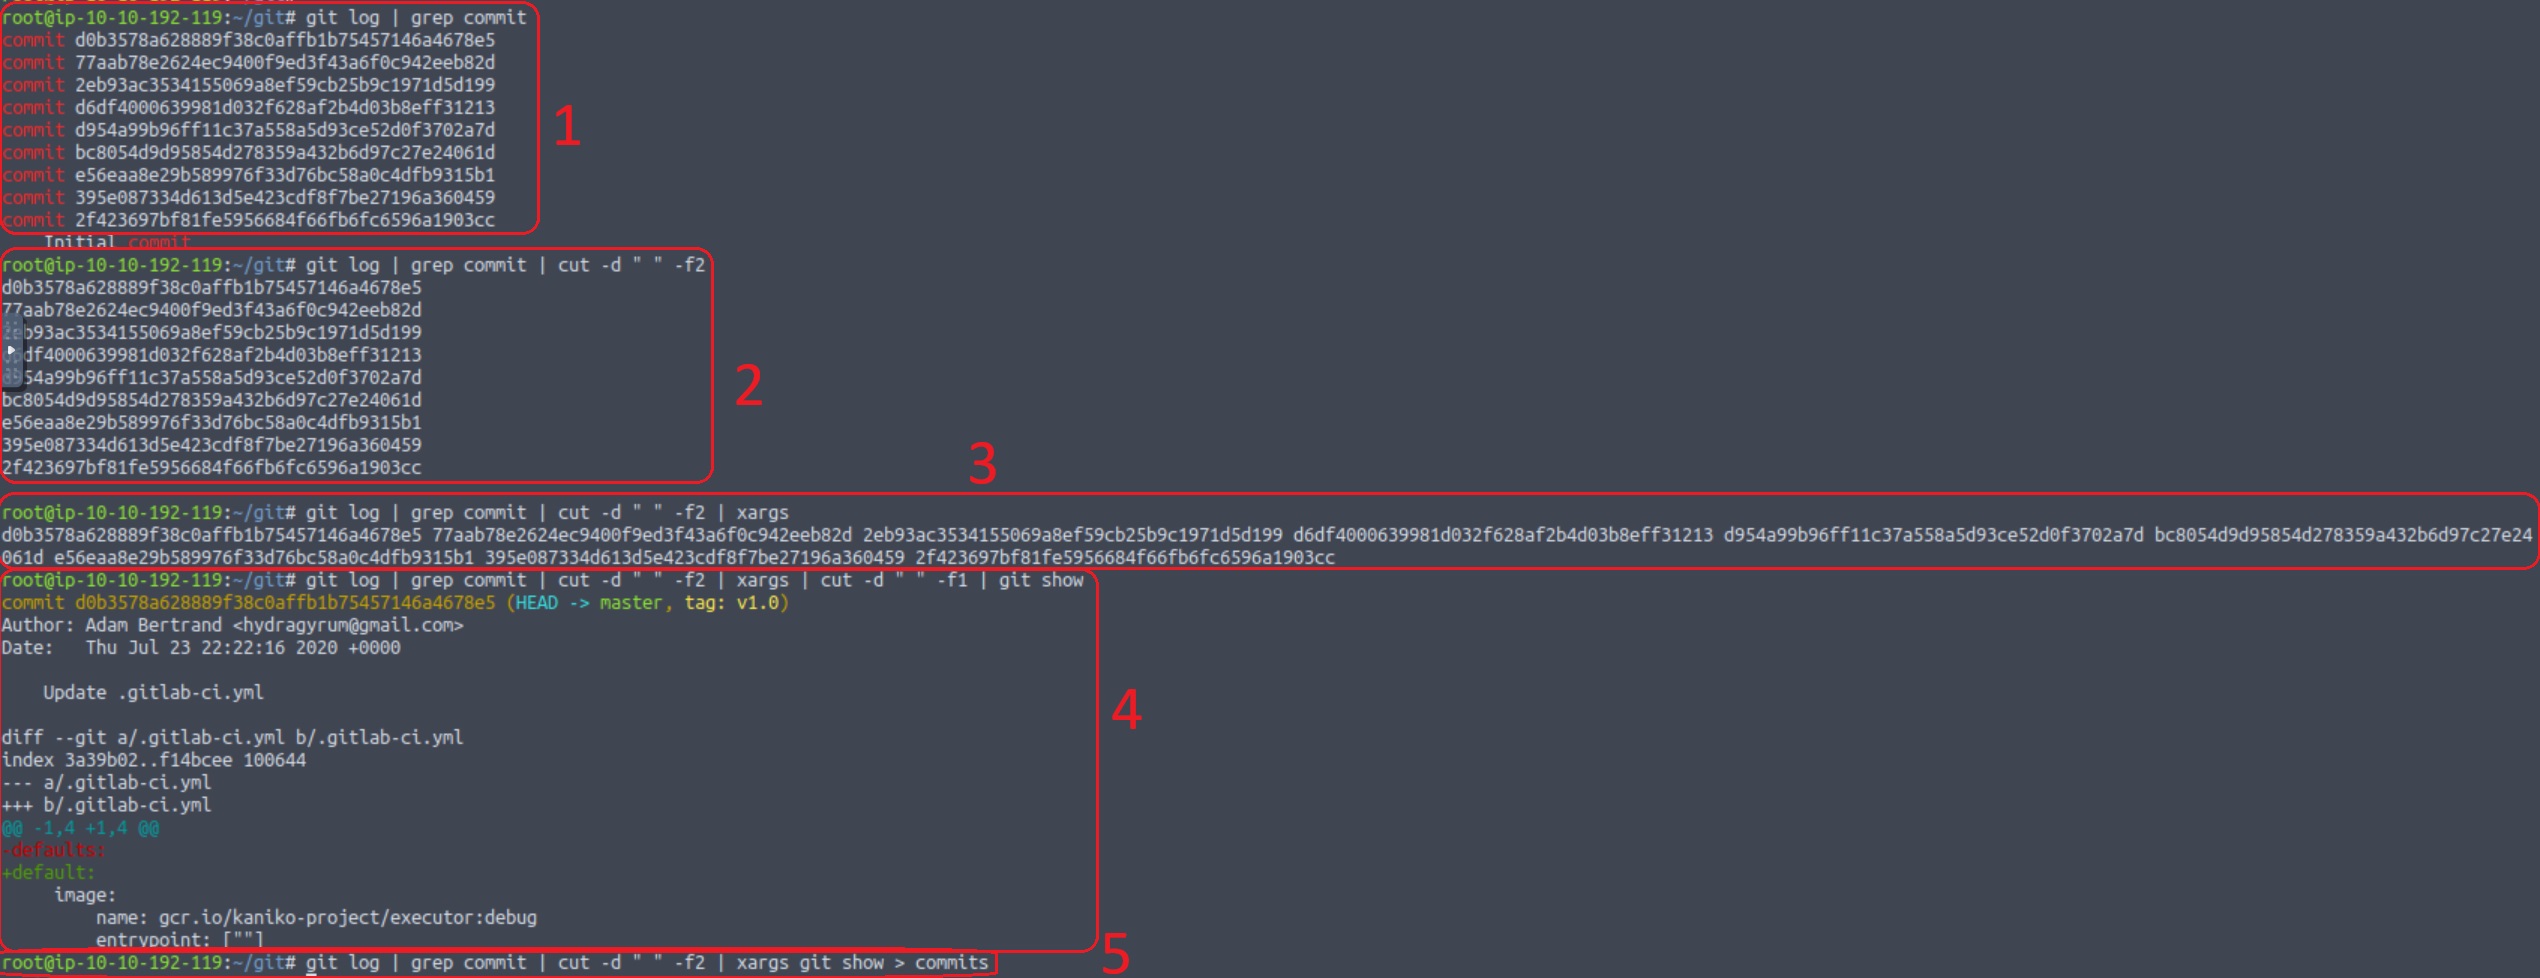 root@ip-10-10-192-119:~/git# git log | grep commit
commit d0b3578a628889f38c0affb1b75457146a4678e5
commit 77aab78e2624ec9400f9ed3f43a6f0c942eeb82d
commit 2eb93ac3534155069a8ef59cb25b9c1971d5d199
commit d6df4000639981d032f628af2b4d03b8eff31213
commit d954a99b96ff11c37a558a5d93ce52d0f3702a7d
commit bc8054d9d95854d278359a432b6d97c27e24061d
commit e56eaa8e29b589976f33d76bc58a0c4dfb9315b1
commit 395e087334d613d5e423cdf8f7be27196a360459
commit 2f423697bf81fe5956684f66fb6fc6596a1903cc
1
Initial commit
root@ip-10-10-192-119:~/git# git log | grep commit | cut -d " " -f2
d0b3578a628889f38c0affb1b75457146a4678e5
77aab78e2624ec9400f9ed3f43a6f0c942eeb82d
2eb93ac3534155069a8ef59cb25b9c1971d5d199
d6df4000639981d032f628af2b4d03b8eff31213
d954a99b96ff11c37a558a5d93ce52d0f3702a7d
bc8054d9d95854d278359a432b6d97c27e24061d
e56eaa8e29b589976f33d76bc58a0c4dfb9315b1
395e087334d613d5e423cdf8f7be27196a360459
2f423697bf81fe5956684f66fb6fc6596a1903cc
2
3
root@ip-10-10-192-119:~/git# git log | grep commit | cut -d " " -f2 | xargs
d0b3578a628889f38c0affb1b75457146a4678e5 77aab78e2624ec9400f9ed3f43a6f0c942eeb82d 2eb93ac3534155069a8ef59cb25b9c1971d5d199 d6df4000639981d032f628af2b4d03b8eff31213 d954a99b96ff11c37a558a5d93ce52d0f3702a7d bc8054d9d95854d278359a432b6d97c27e24
061d e56eaa8e29b589976f33d76bc58a0c4dfb9315b1 395e087334d613d5e423cdf8f7be27196a360459 2f423697bf81fe5956684f66fb6fc6596a1903cc
root@ip-10-10-192-119:~/git# git log | grep commit | cut -d " " -f2 | xargs | cut -d " " -f1 | git show
commit d0b3578a628889f38c0affb1b75457146a4678e5 (HEAD -> master, tag: v1.0)
Author: Adam Bertrand <hydragyrum@gmail.com>
Date:   Thu Jul 23 22:22:16 2020 +0000
Update .gitlab-ci.yml
diff --git a/.gitlab-ci.yml b/.gitlab-ci.yml
index 3a39b02..f14bcee 100644
--- a/.gitlab-ci.yml
+++ b/.gitlab-ci.yml
@@ -1,4 +1,4 @@
-defaults:
+default:
image:
name: gcr.io/kaniko-project/executor:debug
entrypoint: [""]
4
root@ip-10-10-192-119:~/git# git log | grep commit | cut -d " " -f2 | xargs git show > commits
5